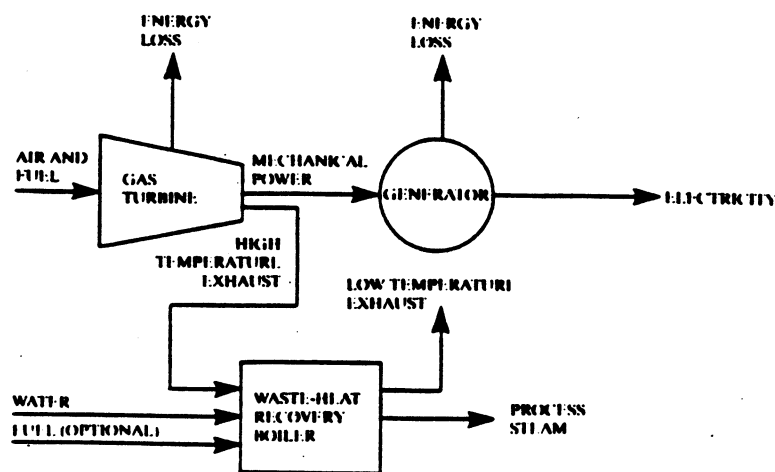 ENERGY
LOSS
ENERGY
LOSS
AIR AND
FUEL
GAS
TURBINE
MECHANICAL
POWER
GENERATOR
ELECTRICTIY
HIGH
TEMPERATURE
EXHAUST
LOW TEMPERATURE
EXHAUST
WATER
FUEL (OPTIONAL)
WASTE-HEAT
RECOVERY
BOILER
PROCESS
STEAM